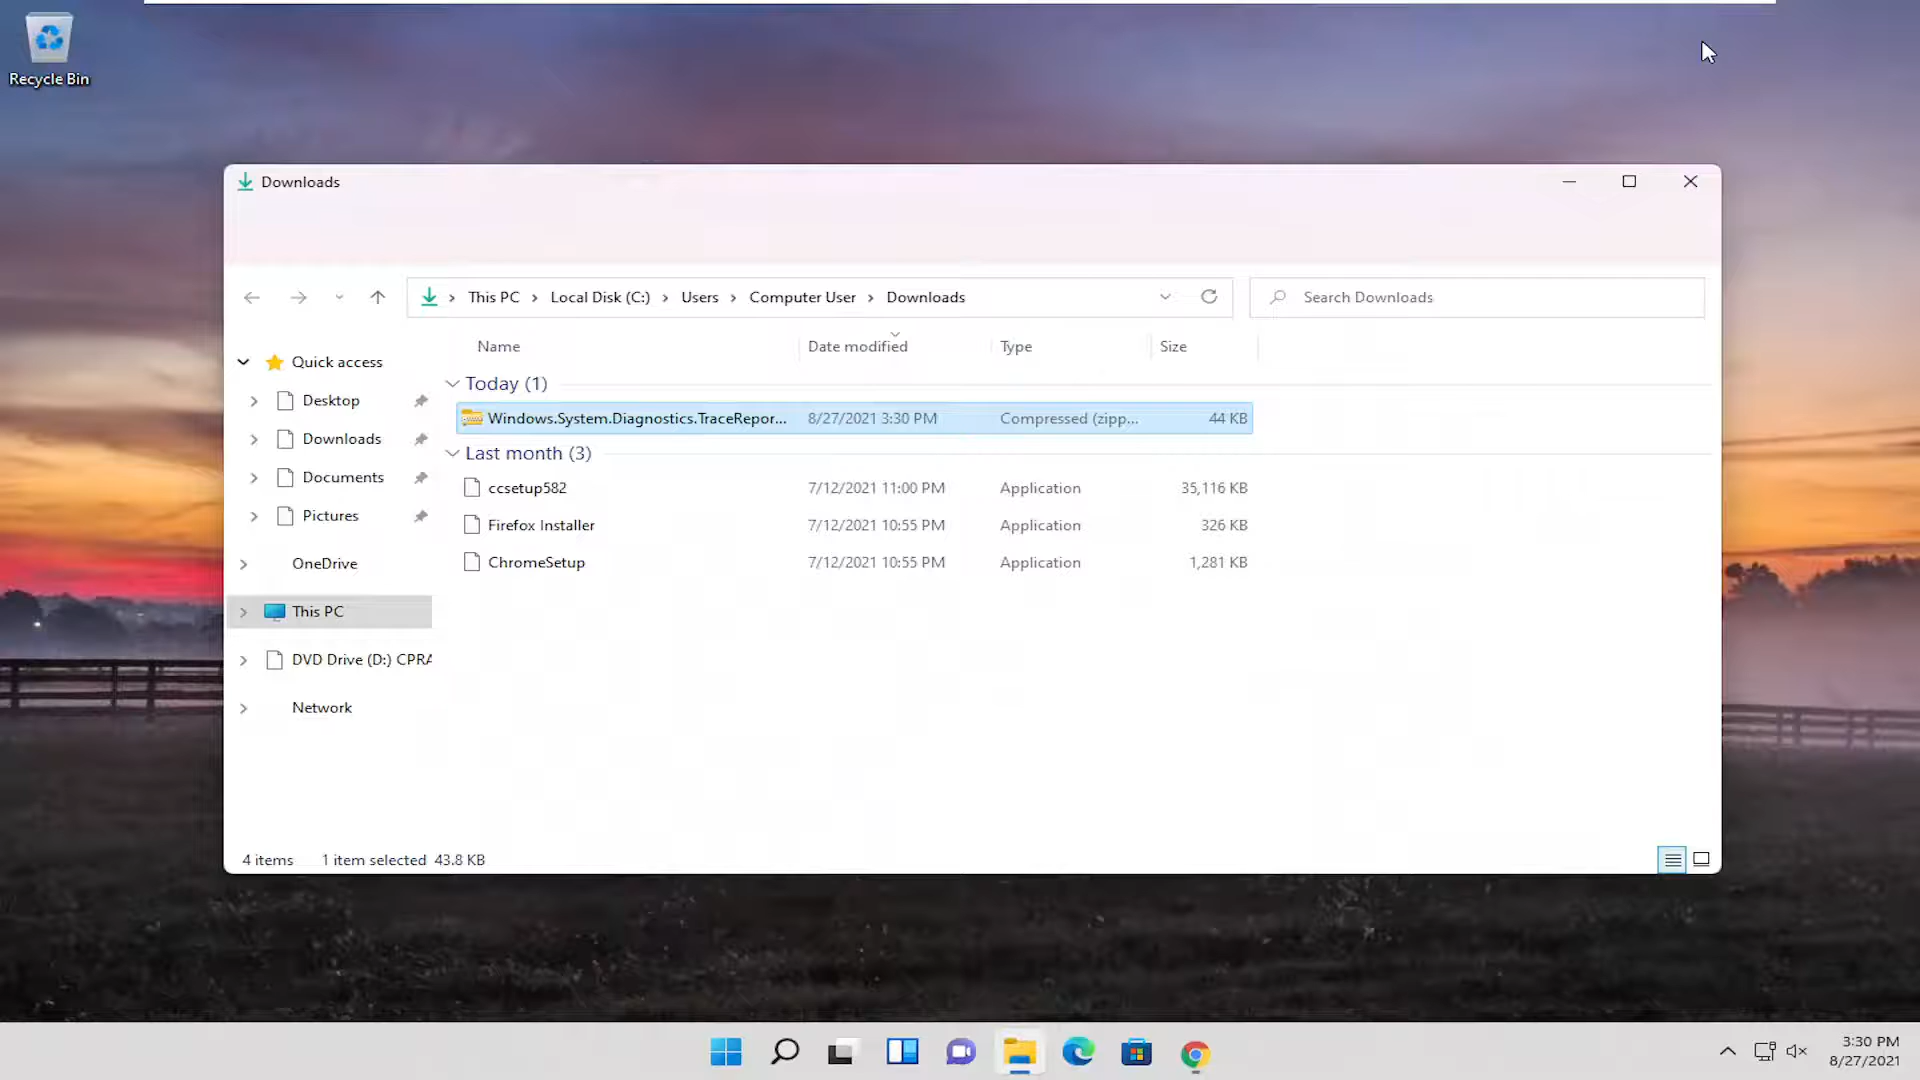 Recycle Bin
Downloads
This PC
Local Disk (C:)
Users
Computer User
Downloads
Search Downloads
Name
Date modified
Type
Size
Quick access
Desktop
Downloads
Documents
Pictures
OneDrive
This PC
DVD Drive (D:) CPRA
Network
Today (1)
Windows.System.Diagnostics.TraceRepor... 8/27/2021 3:30 PM Compressed (zipp... 44 KB
Last month (3)
ccsetup582 7/12/2021 11:00 PM Application 35,116 KB
Firefox Installer 7/12/2021 10:55 PM Application 326 KB
ChromeSetup 7/12/2021 10:55 PM Application 1,281 KB
4 items 1 item selected 43.8 KB
3:30 PM
8/27/2021